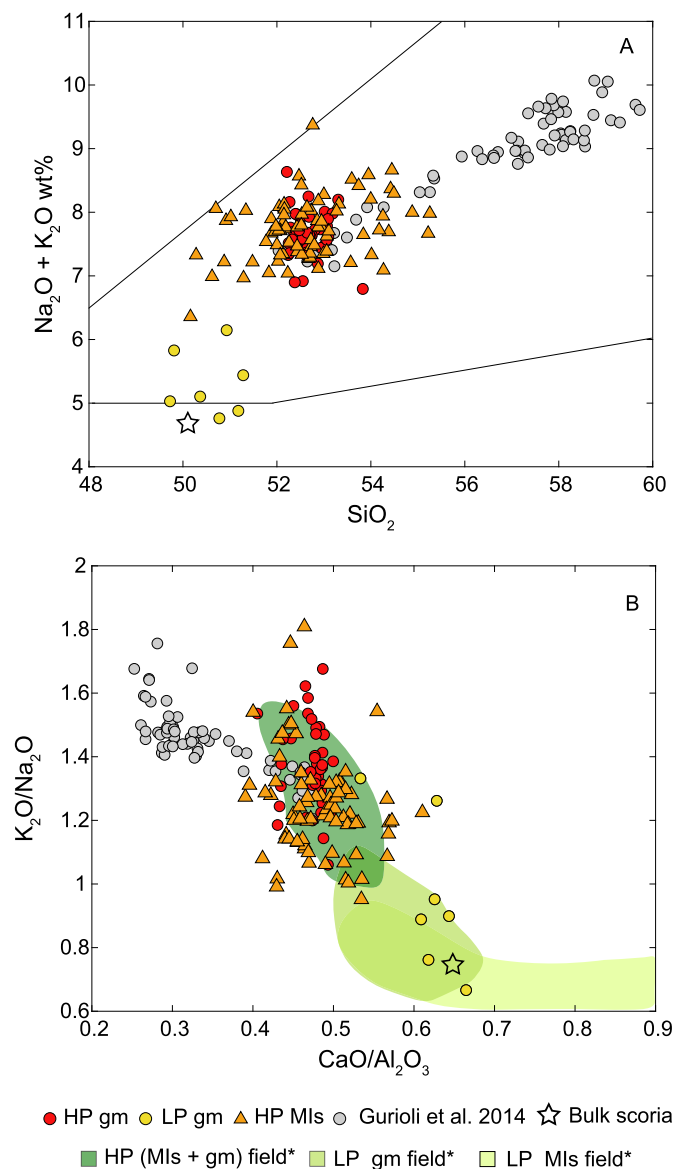 11
10
9
8
7
6
5
4
Na₂O + K₂O wt%
A
48 50 52 54 56 58 60
SiO₂
2
1.8
1.6
1.4
1.2
1
0.8
0.6
K₂O/Na₂O
B
0.2 0.3 0.4 0.5 0.6 0.7 0.8 0.9
CaO/Al₂O₃
HP gm LP gm HP MIs Gurioli et al. 2014 Bulk scoria
HP (MIs + gm) field* LP gm field* LP MIs field*